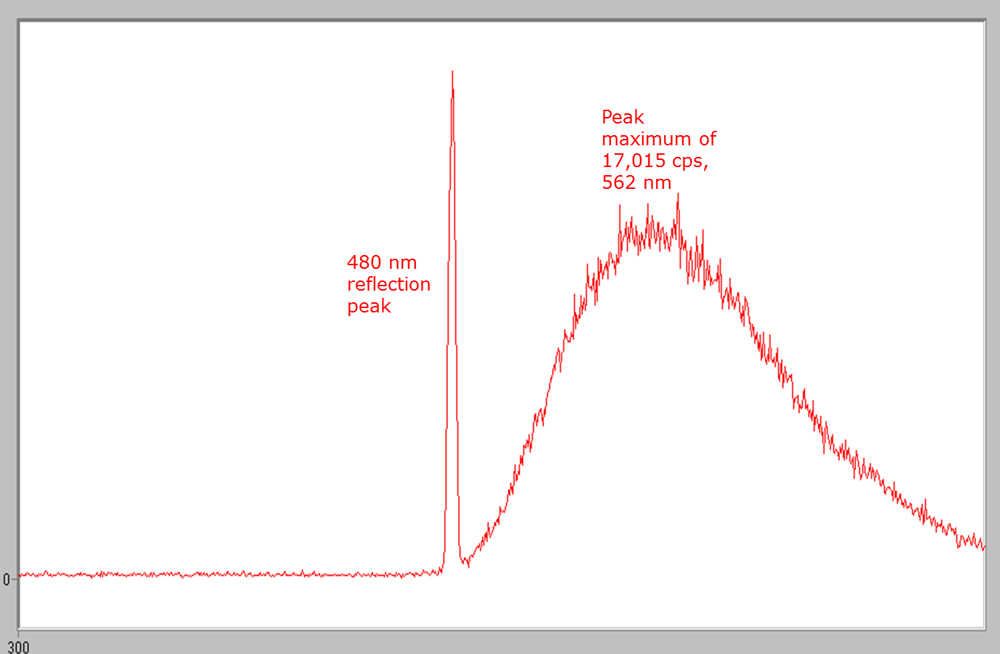 Peak
maximum of
17,015 cps,
562 nm
480 nm
reflection
peak
0
300